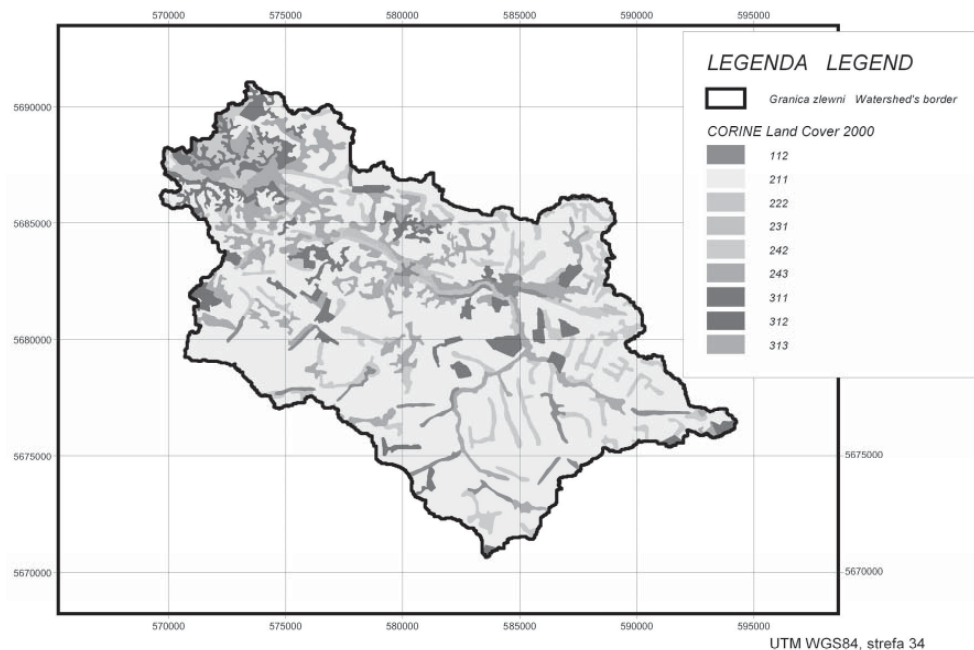 570000 575000 580000 585000 590000 595000
LEGENDA LEGEND
Granica zlewni Watershed's border
CORINE Land Cover 2000
112
211
222
231
242
243
311
312
313
5690000
5685000
5680000
5675000 5675000
5670000 5670000
570000 575000 580000 585000 590000 595000
UTM WGS84, strefa 34